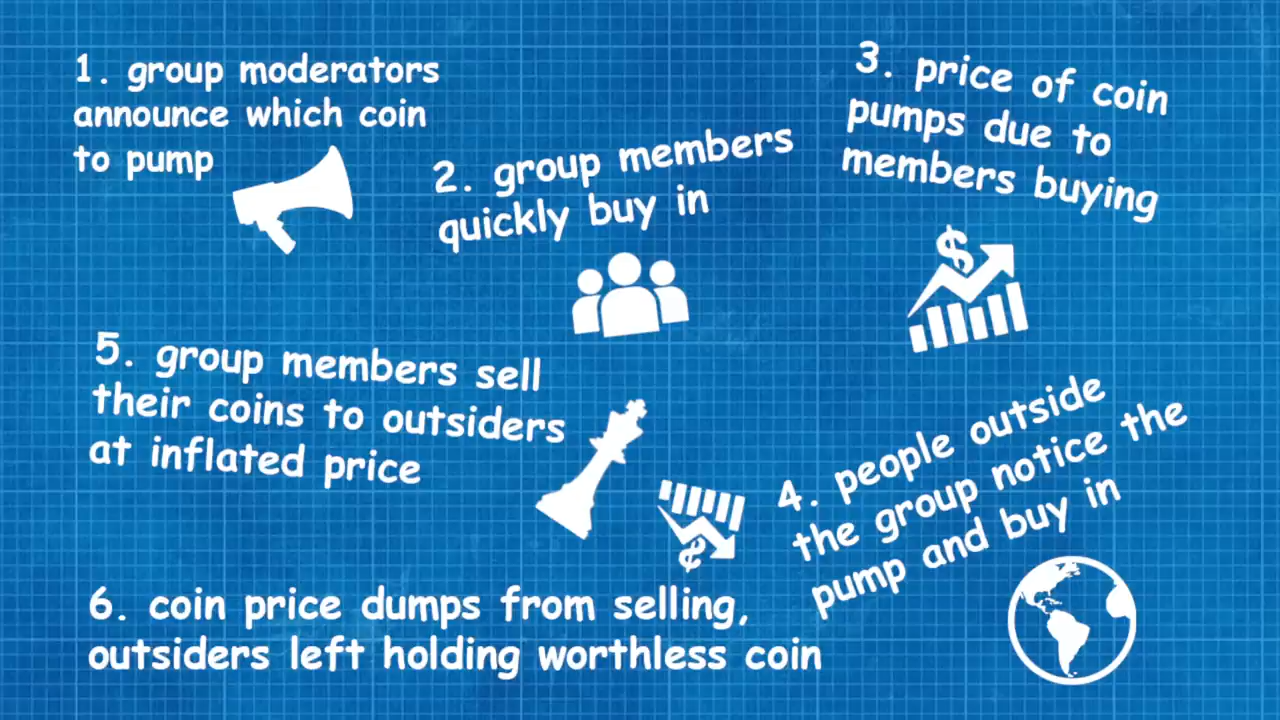 1. group moderators
announce which coin
to pump
2. group members
quickly buy in
3. price of coin
pumps due to
members buying
$
4. people outside
the group notice the
pump and buy in
5. group members sell
their coins to outsiders
at inflated price
$
6. coin price dumps from selling,
outsiders left holding worthless coin